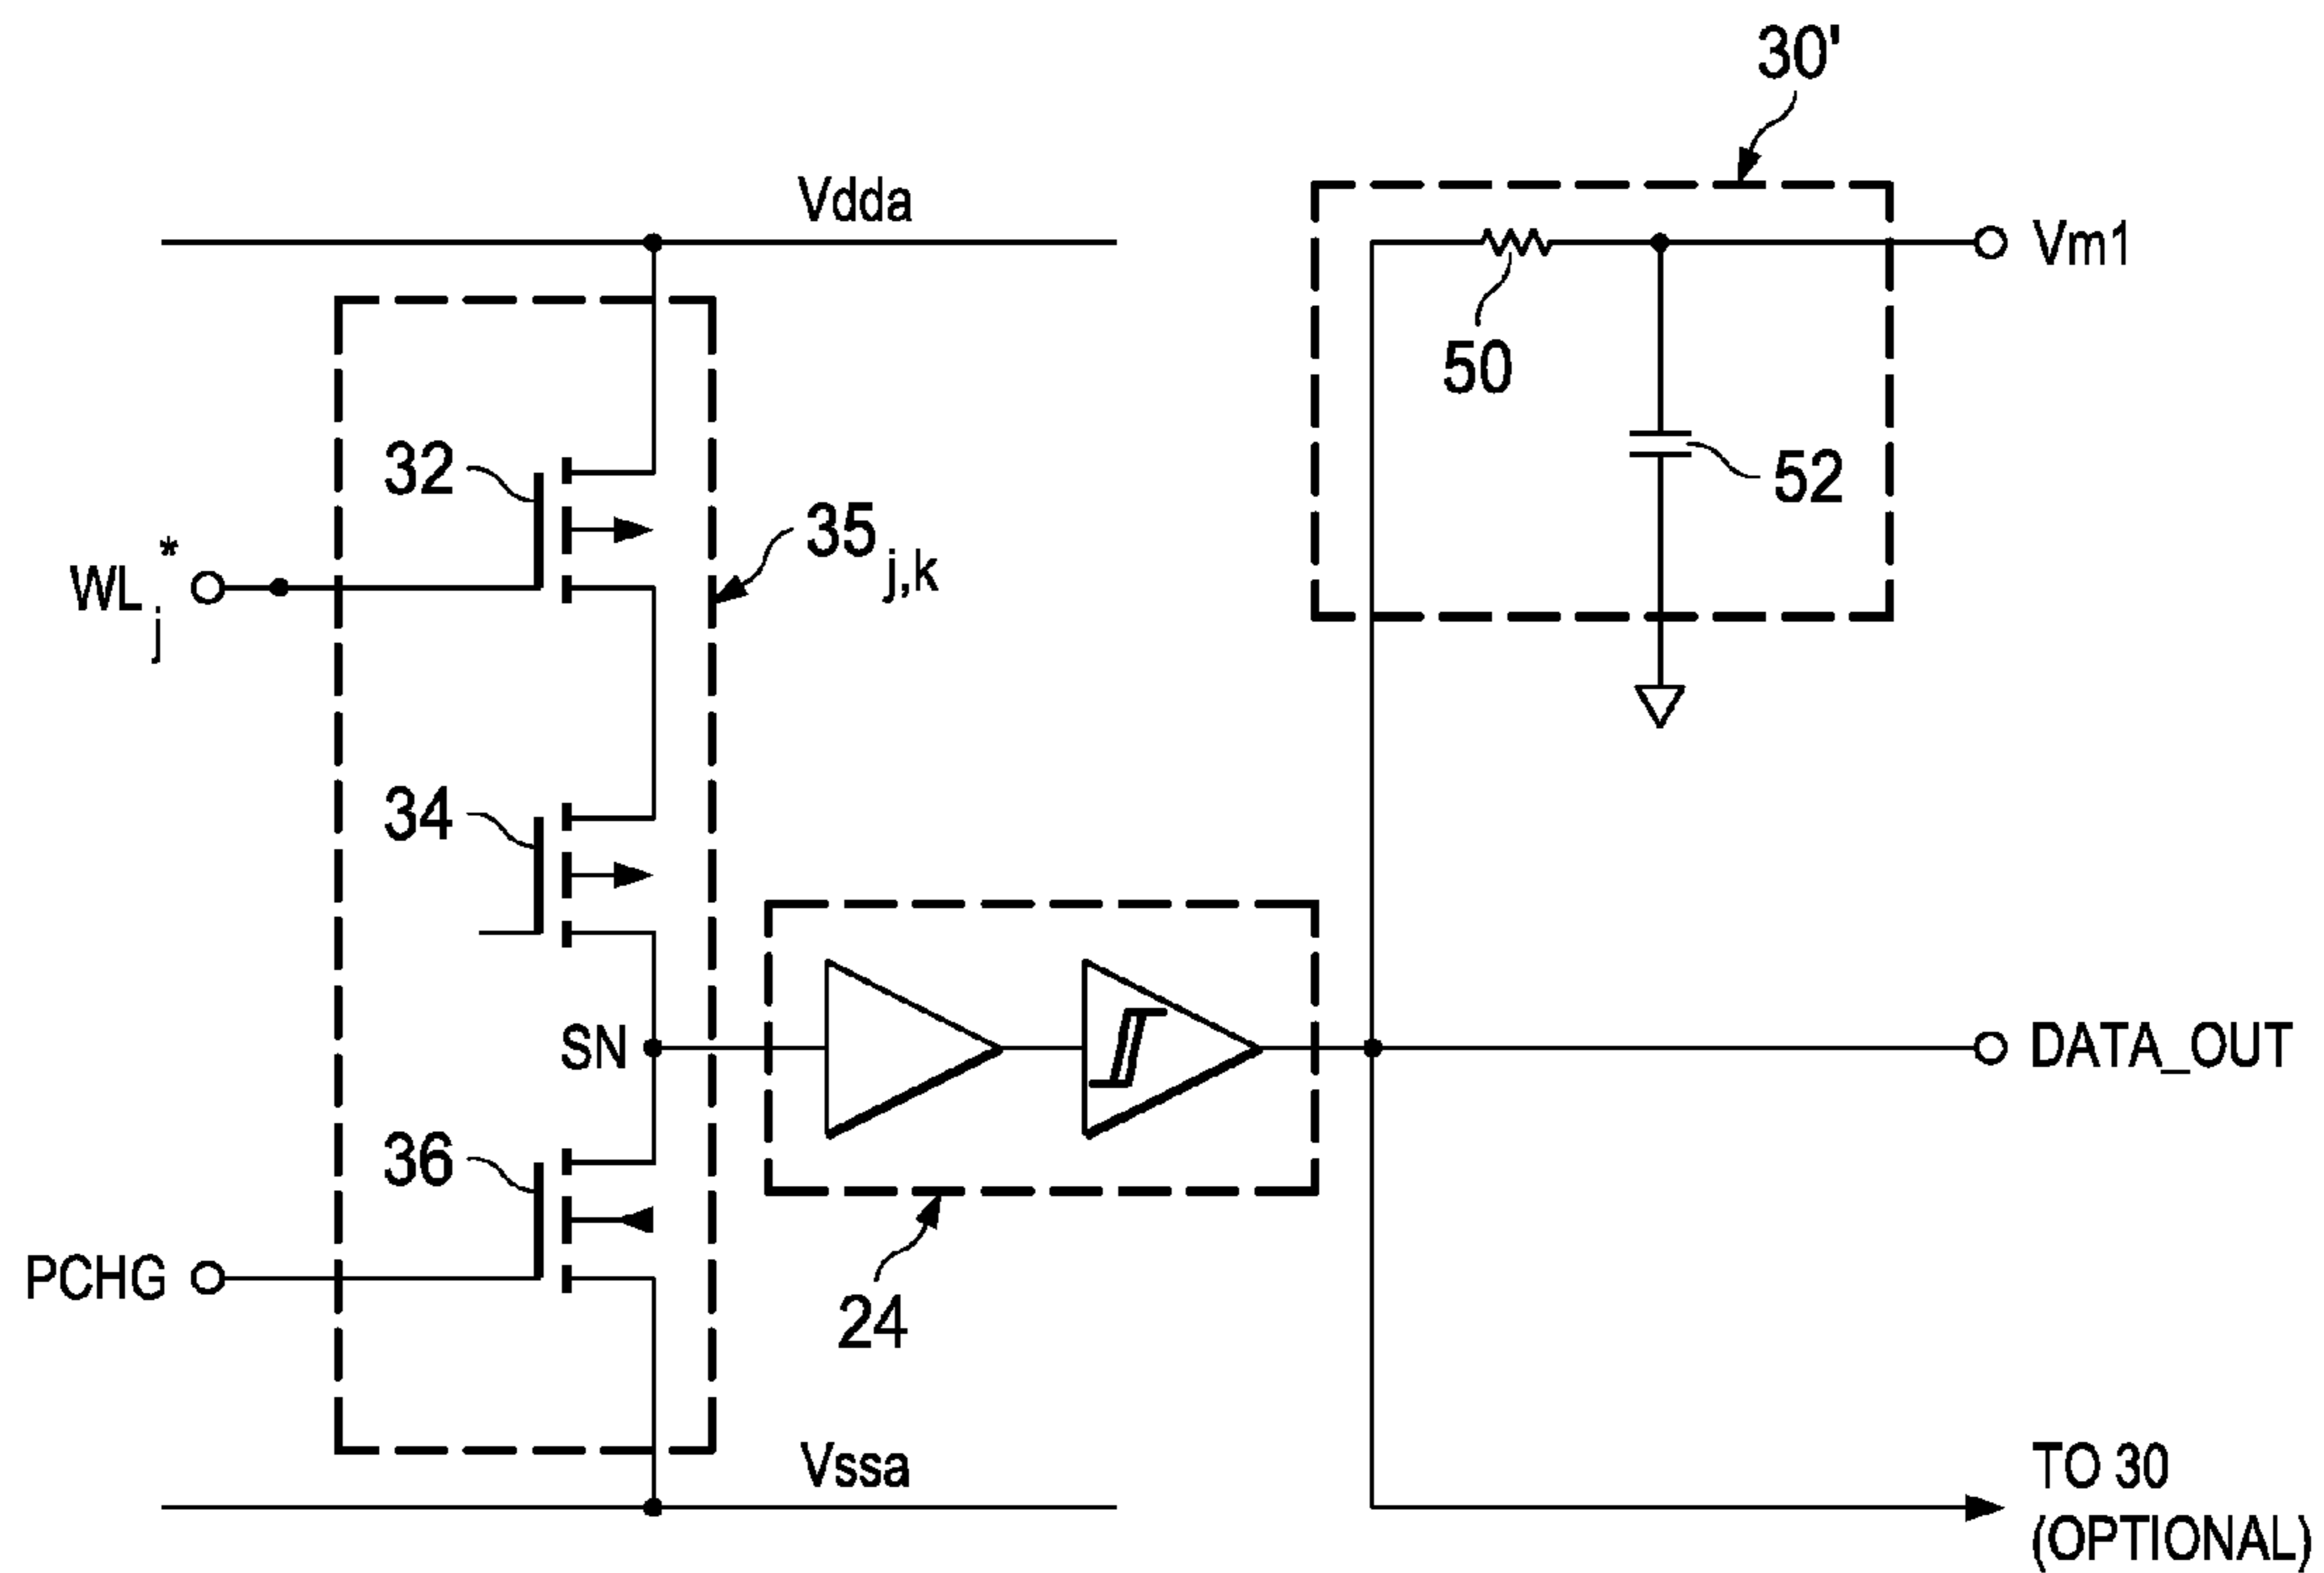 30'
Vdda
Vm1
50
32
52
35 j,k
WL j *
34
SN
DATA_OUT
36
PCHG
24
Vssa
TO 30
(OPTIONAL)